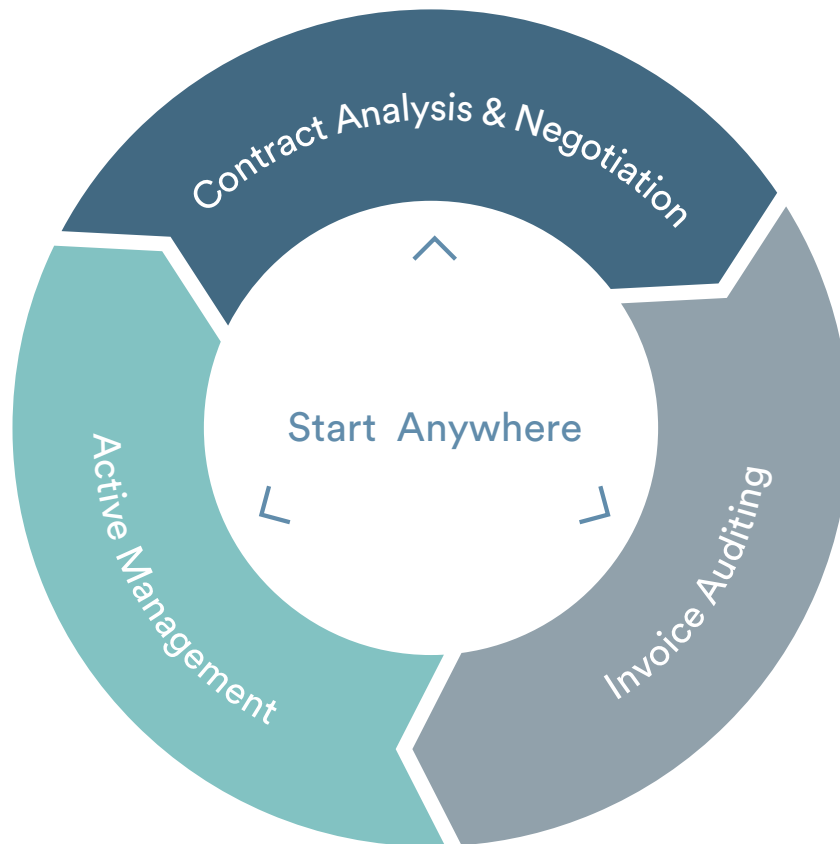 Contract Analysis & Negotiation
Start Anywhere
Active Management
Invoice Auditing